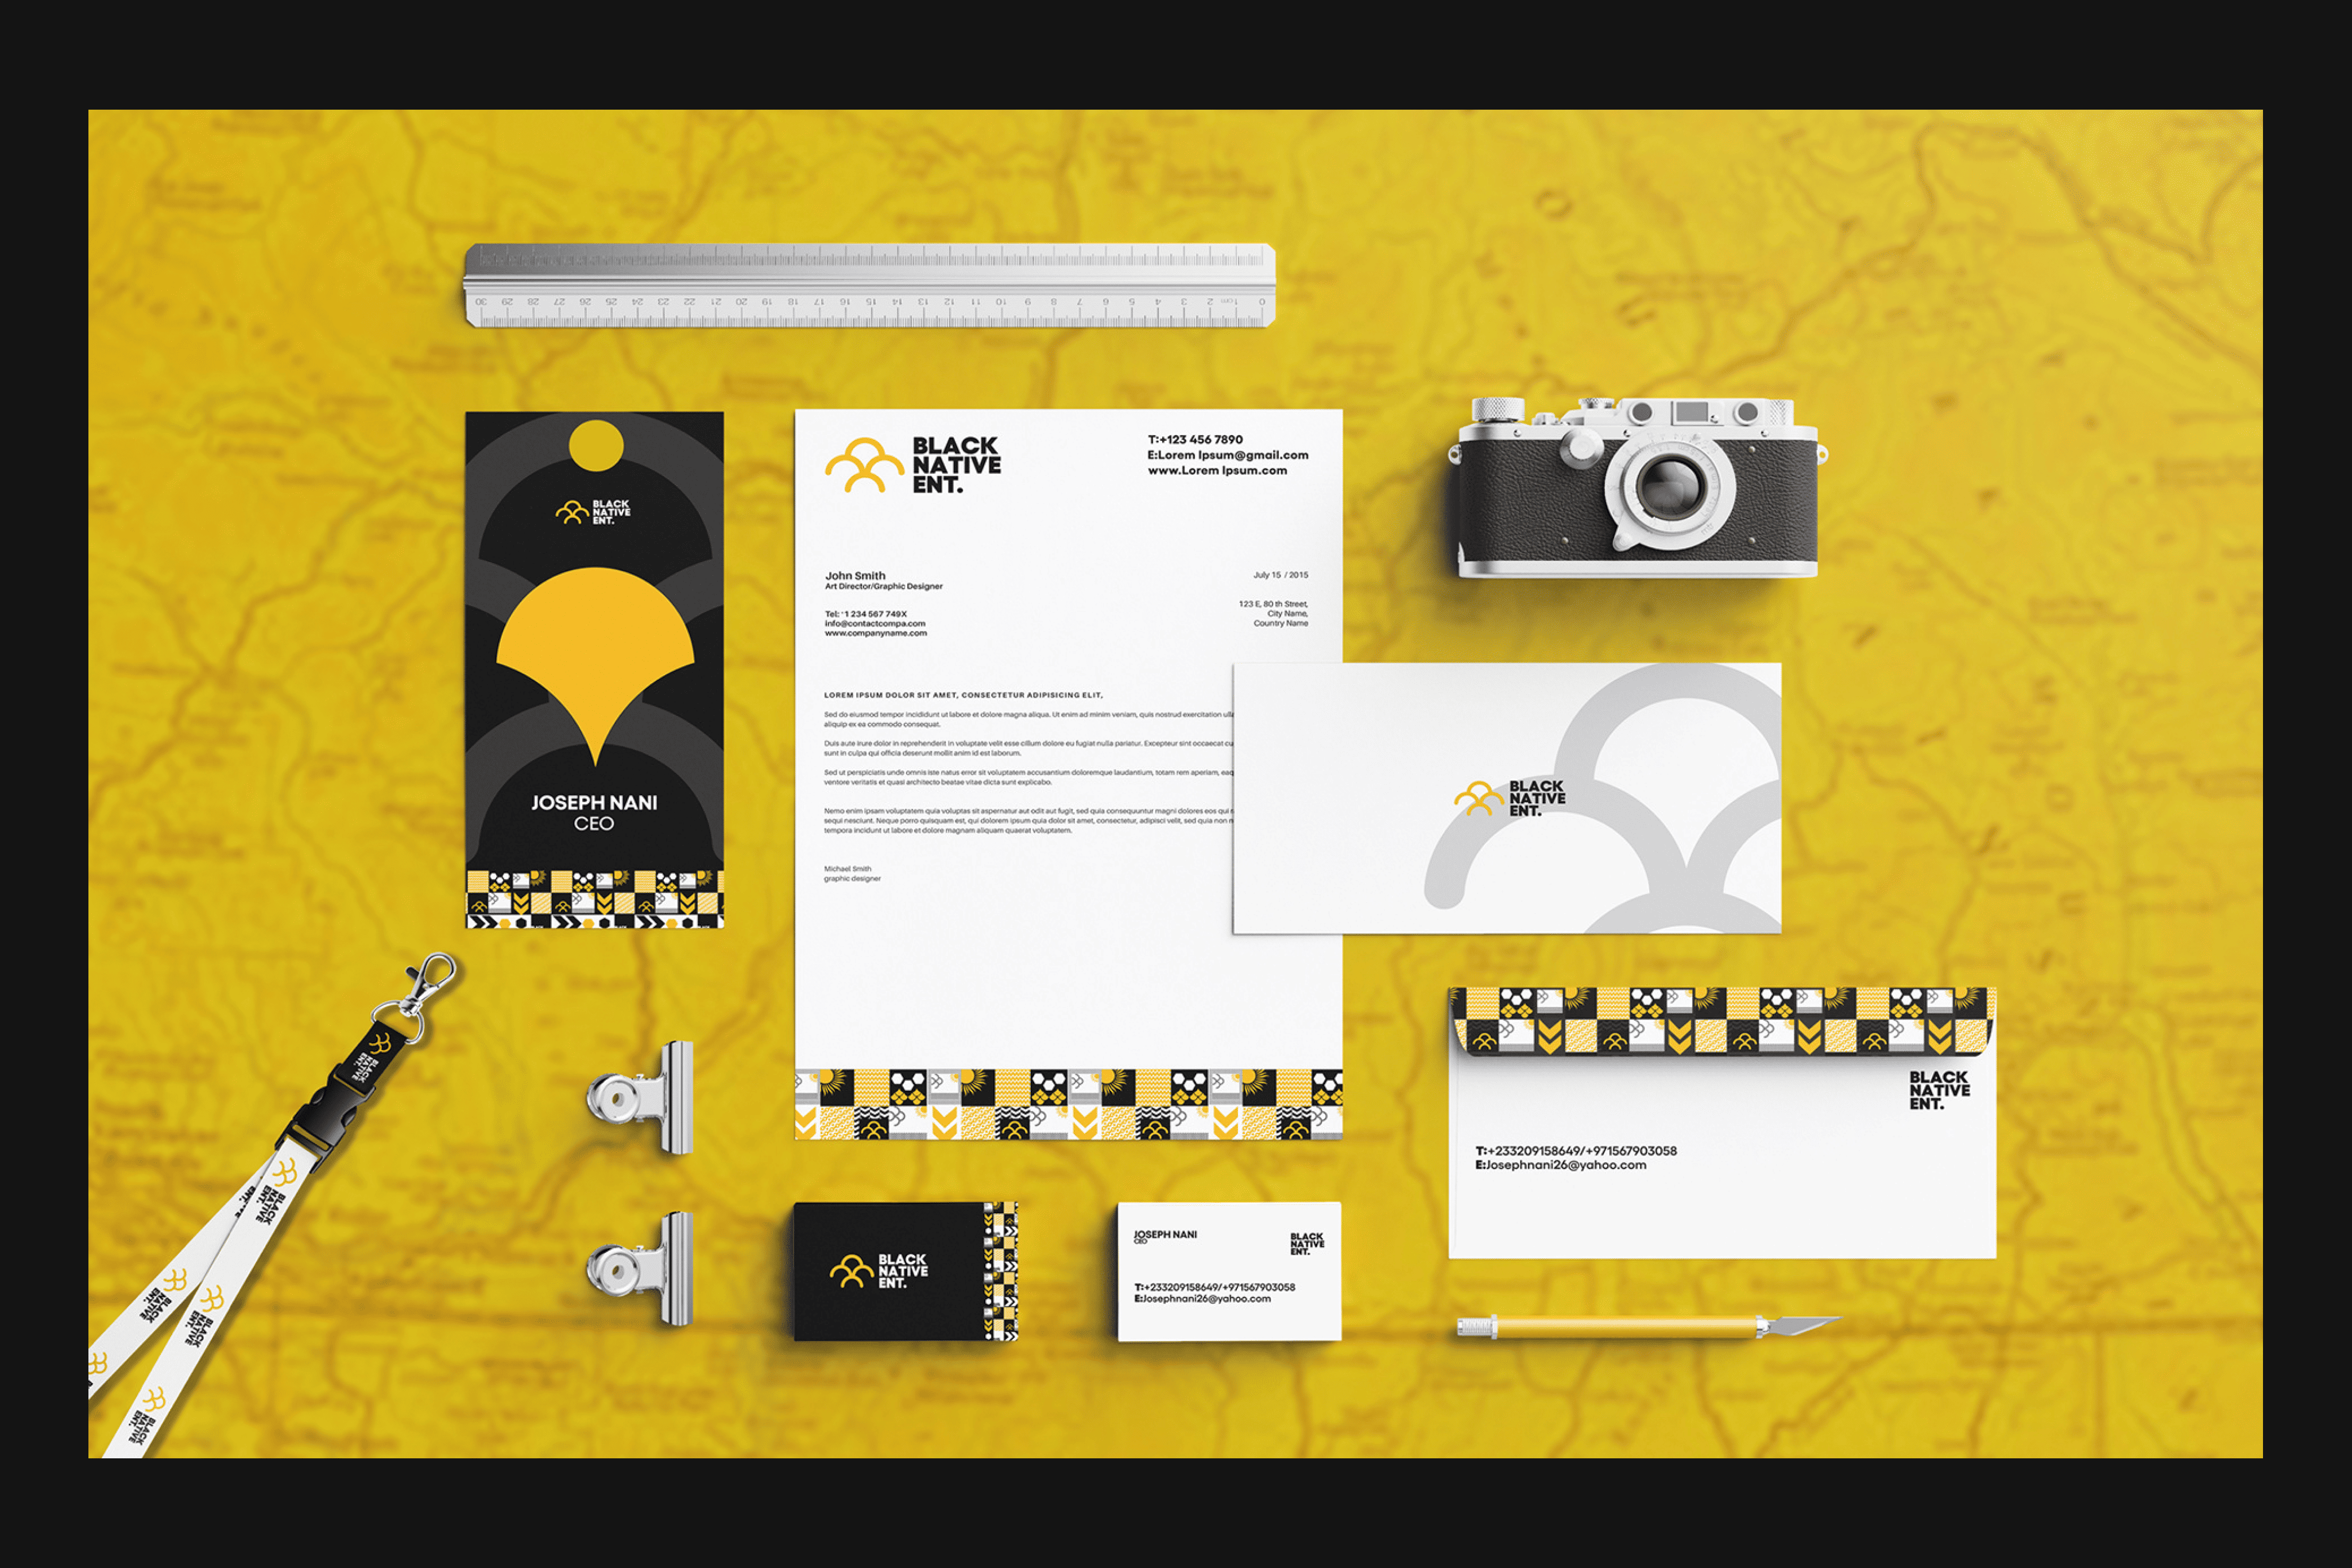 30 29 28 27 26 25 24 23 22 21 20 19 18 17 16 15 14 13 12 11 10 9 8 7 6 5 4 3 2 1cm 0
BLACK
NATIVE
ENT.
JOSEPH NANI
CEO
BLACK
NATIVE
ENT.
T:+123 456 7890
E:Lorem Ipsum@gmail.com
www.Lorem Ipsum.com
John Smith
Art Director/Graphic Designer
July 15 / 2015
Tel: +1 234 567 749X
info@contactcompa.com
www.companyname.com
123 E, 80 th Street,
City Name,
Country Name
LOREM IPSUM DOLOR SIT AMET, CONSECTETUR ADIPISICING ELIT,
Sed do eiusmod tempor incididunt ut labore et dolore magna aliqua. Ut enim ad minim veniam, quis nostrud exercitation
aliquip ex ea commodo consequat.
Duis aute irure dolor in reprehenderit in voluptate velit esse cillum dolore eu fugiat nulla pariatur. Excepteur sint occaecat
sunt in culpa qui officia deserunt mollit anim id est laborum.
Sed ut perspiciatis unde omnis iste natus error sit voluptatem accusantium doloremque laudantium, totam rem aperiam,
ventore veritatis et quasi architecto beatae vitae dicta sunt explicabo.
Nemo enim ipsam voluptatem quia voluptas sit aspernatur aut odit aut fugit, sed quia consequuntur magni dolores eos qui
sequi nesciunt. Neque porro quisquam est, qui dolorem ipsum quia dolor sit amet, consectetur, adipisci velit, sed quia non
tempora incidunt ut labore et dolore magnam aliquam quaerat voluptatem.
Michael Smith
graphic designer
BLACK
NATIVE
ENT.
BLACK
NATIVE
ENT.
T:+233209158649/+971567903058
E:Josephnani26@yahoo.com
BLACK
NATIVE
ENT.
JOSEPH NANI
CEO
BLACK
NATIVE
ENT.
T:+233209158649/+971567903058
E:Josephnani26@yahoo.com
BLACK
NATIVE
ENT.
BLACK
NATIVE
ENT.
BLACK
NATIVE
ENT.
BLACK
NATIVE
ENT.
BLACK
NATIVE
ENT.